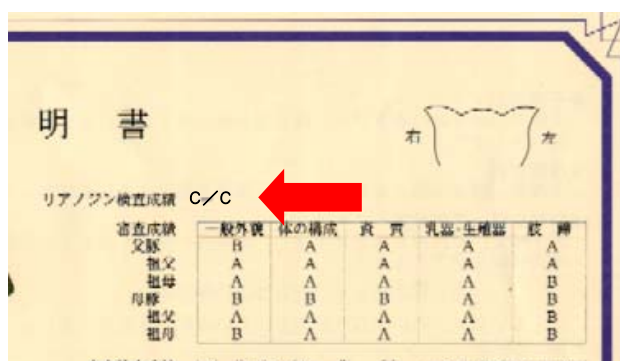 明 書
右 左
リアノジン検査成績 C/C
審査成績 一般外貌 体の構成 資質 乳器・生殖器 肢蹄
父豚 B A A A A
祖父 A A A A A
祖母 A A A A B
母豚 B B B A B
祖父 A A A A B
祖母 B A A A B